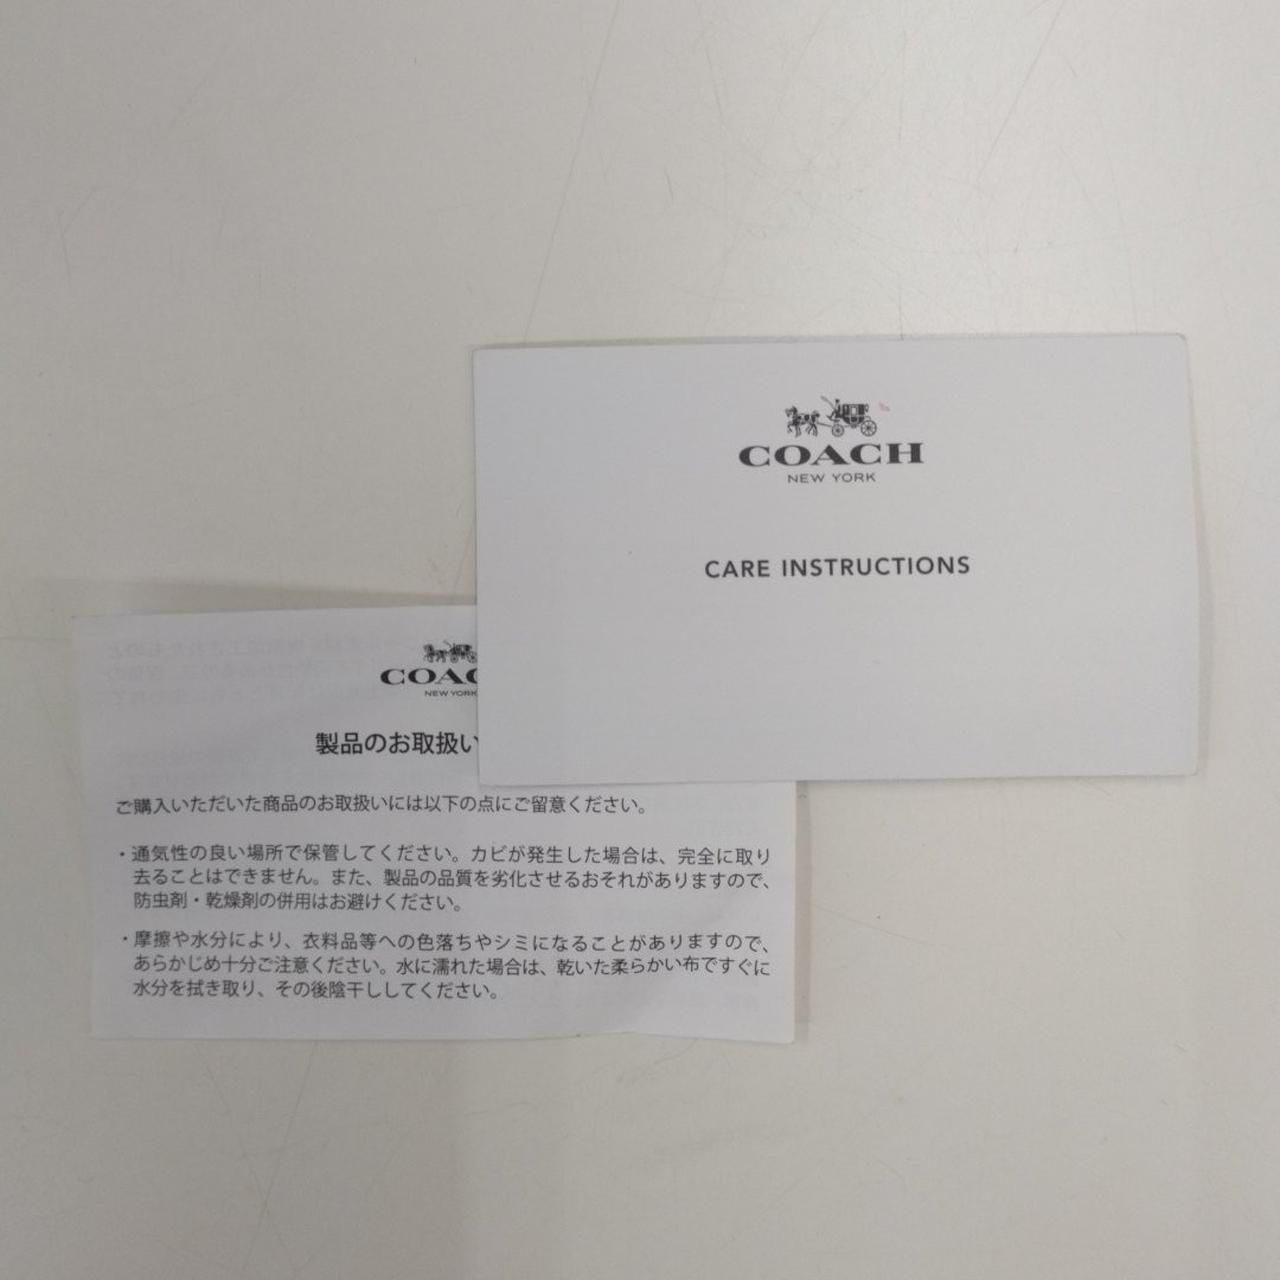 COACH
NEW YORK
CARE INSTRUCTIONS
COAC
NEW YORK
製品のお取扱い
ご購入いただいた商品のお取扱いには以下の点にご留意ください。
・通気性の良い場所で保管してください。カビが発生した場合は、完全に取り
去ることはできません。また、製品の品質を劣化させるおそれがありますので、
防虫剤・乾燥剤の併用はお避けください。
・摩擦や水分により、衣料品等への色落ちやシミになることがありますので、
あらかじめ十分ご注意ください。水に濡れた場合は、乾いた柔らかい布ですぐに
水分を拭き取り、その後陰干ししてください。